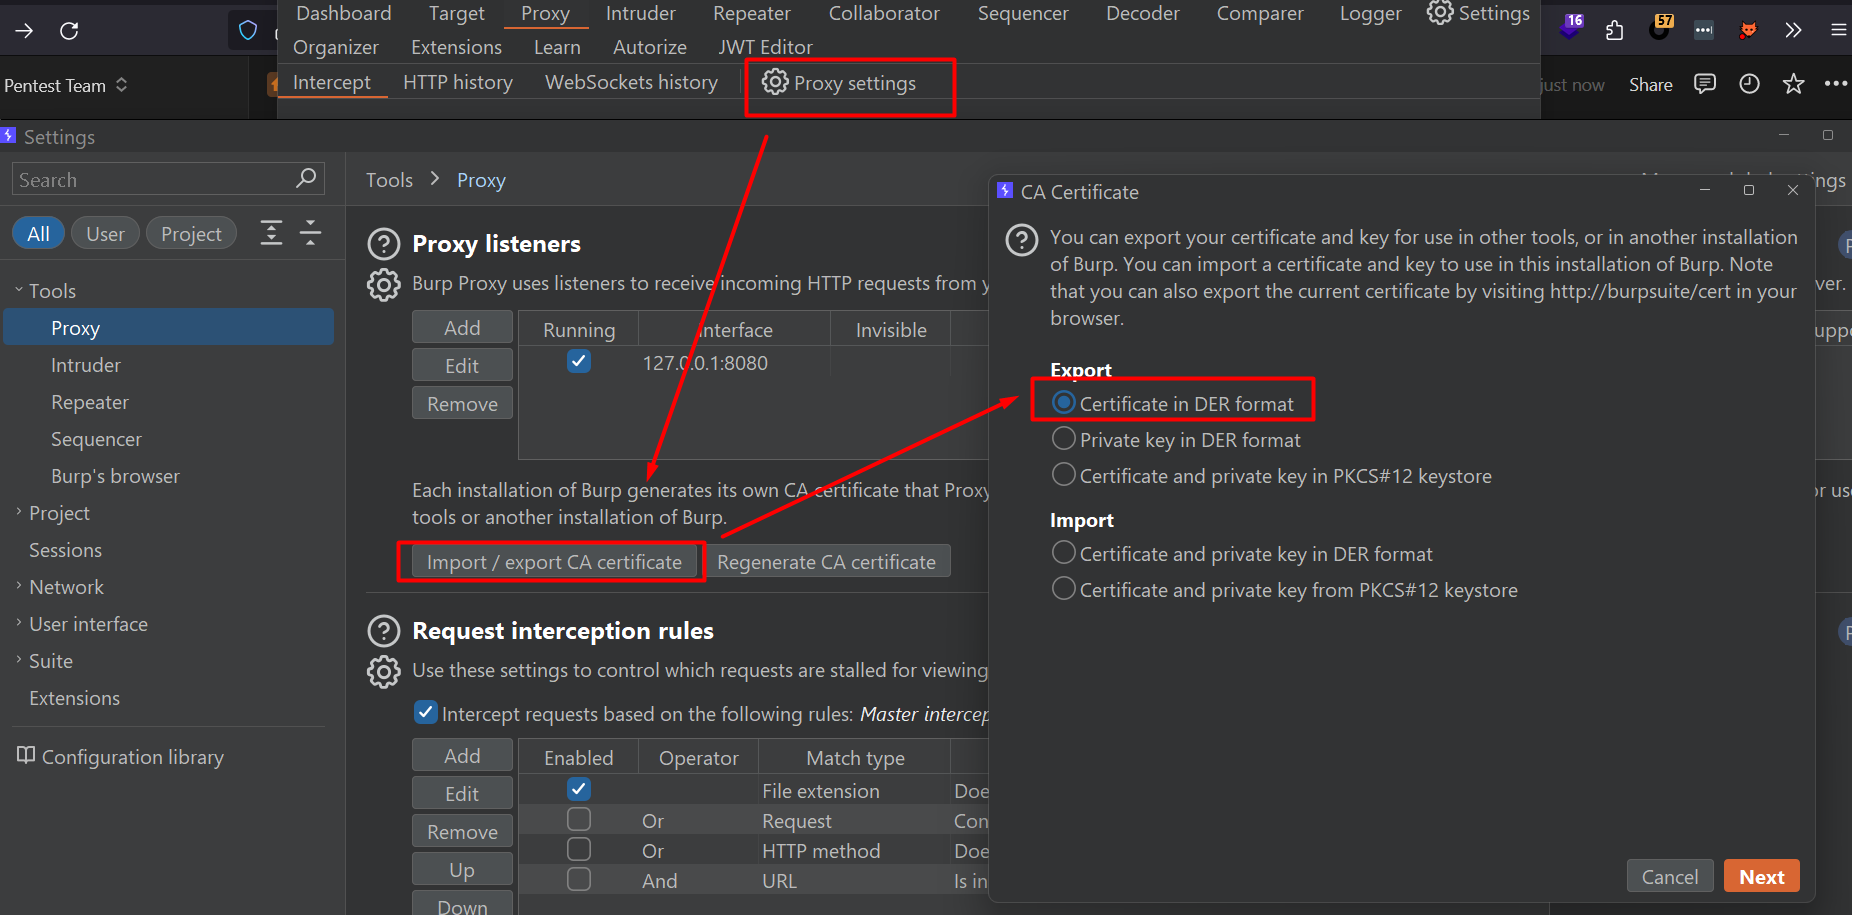 Dashboard Target Proxy Intruder Repeater Collaborator Sequencer Decoder Comparer Logger Settings
16
57
Organizer Extensions Learn Autorize JWT Editor
Pentest Team
Intercept HTTP history WebSockets history Proxy settings
just now Share
Settings
Search
All User Project
Tools
Proxy
Intruder
Repeater
Sequencer
Burp's browser
Project
Sessions
Network
User interface
Suite
Extensions
Configuration library
Tools > Proxy
Proxy listeners
Burp Proxy uses listeners to receive incoming HTTP requests from
Add
Edit
Remove
Running Interface Invisible
127.0.0.1:8080
Each installation of Burp generates its own CA certificate that Proxy
tools or another installation of Burp.
Import / export CA certificate Regenerate CA certificate
Request interception rules
Use these settings to control which requests are stalled for viewing
Intercept requests based on the following rules: Master intercep
Add
Edit
Remove
Up
Down
Enabled Operator Match type
File extension Doe
Or Request Con
Or HTTP method Doe
And URL Is in
CA Certificate
You can export your certificate and key for use in other tools, or in another installation
of Burp. You can import a certificate and key to use in this installation of Burp. Note
that you can also export the current certificate by visiting http://burpsuite/cert in your
browser.
Export
Certificate in DER format
Private key in DER format
Certificate and private key in PKCS#12 keystore
Import
Certificate and private key in DER format
Certificate and private key from PKCS#12 keystore
Cancel Next
ngs
ver.
uppo
or use